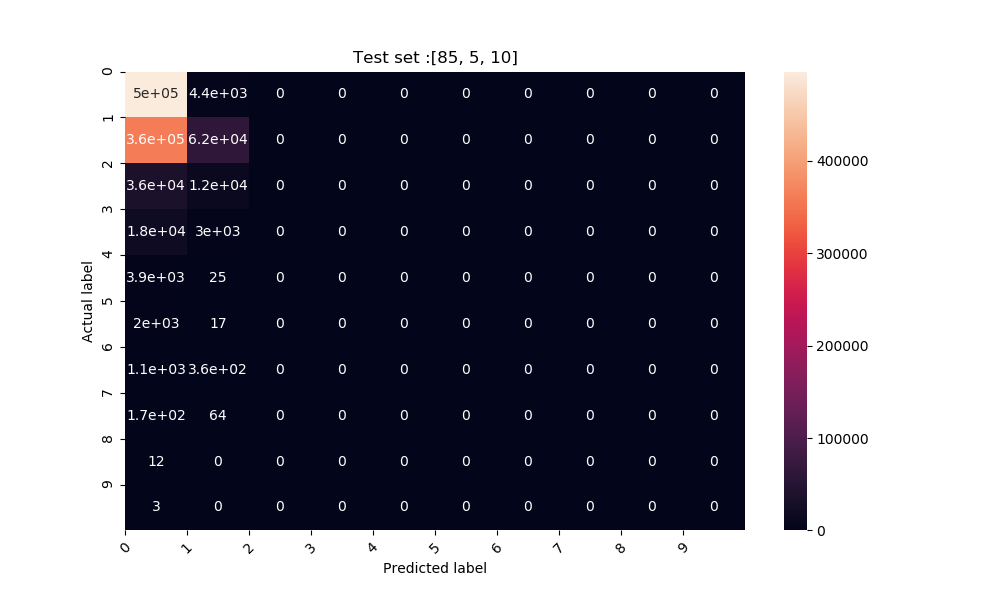 Test set :[85, 5, 10]
0
5e+05 4.4e+03 0 0 0 0 0 0 0 0
1
3.6e+05 6.2e+04 0 0 0 0 0 0 0 0
2
3.6e+04 1.2e+04 0 0 0 0 0 0 0 0
3
1.8e+04 3e+03 0 0 0 0 0 0 0 0
4
3.9e+03 25 0 0 0 0 0 0 0 0
5
2e+03 17 0 0 0 0 0 0 0 0
6
1.1e+03 3.6e+02 0 0 0 0 0 0 0 0
7
1.7e+02 64 0 0 0 0 0 0 0 0
8
12 0 0 0 0 0 0 0 0 0
9
3 0 0 0 0 0 0 0 0 0
Actual label
0 1 2 3 4 5 6 7 8 9
Predicted label
400000
300000
200000
100000
0